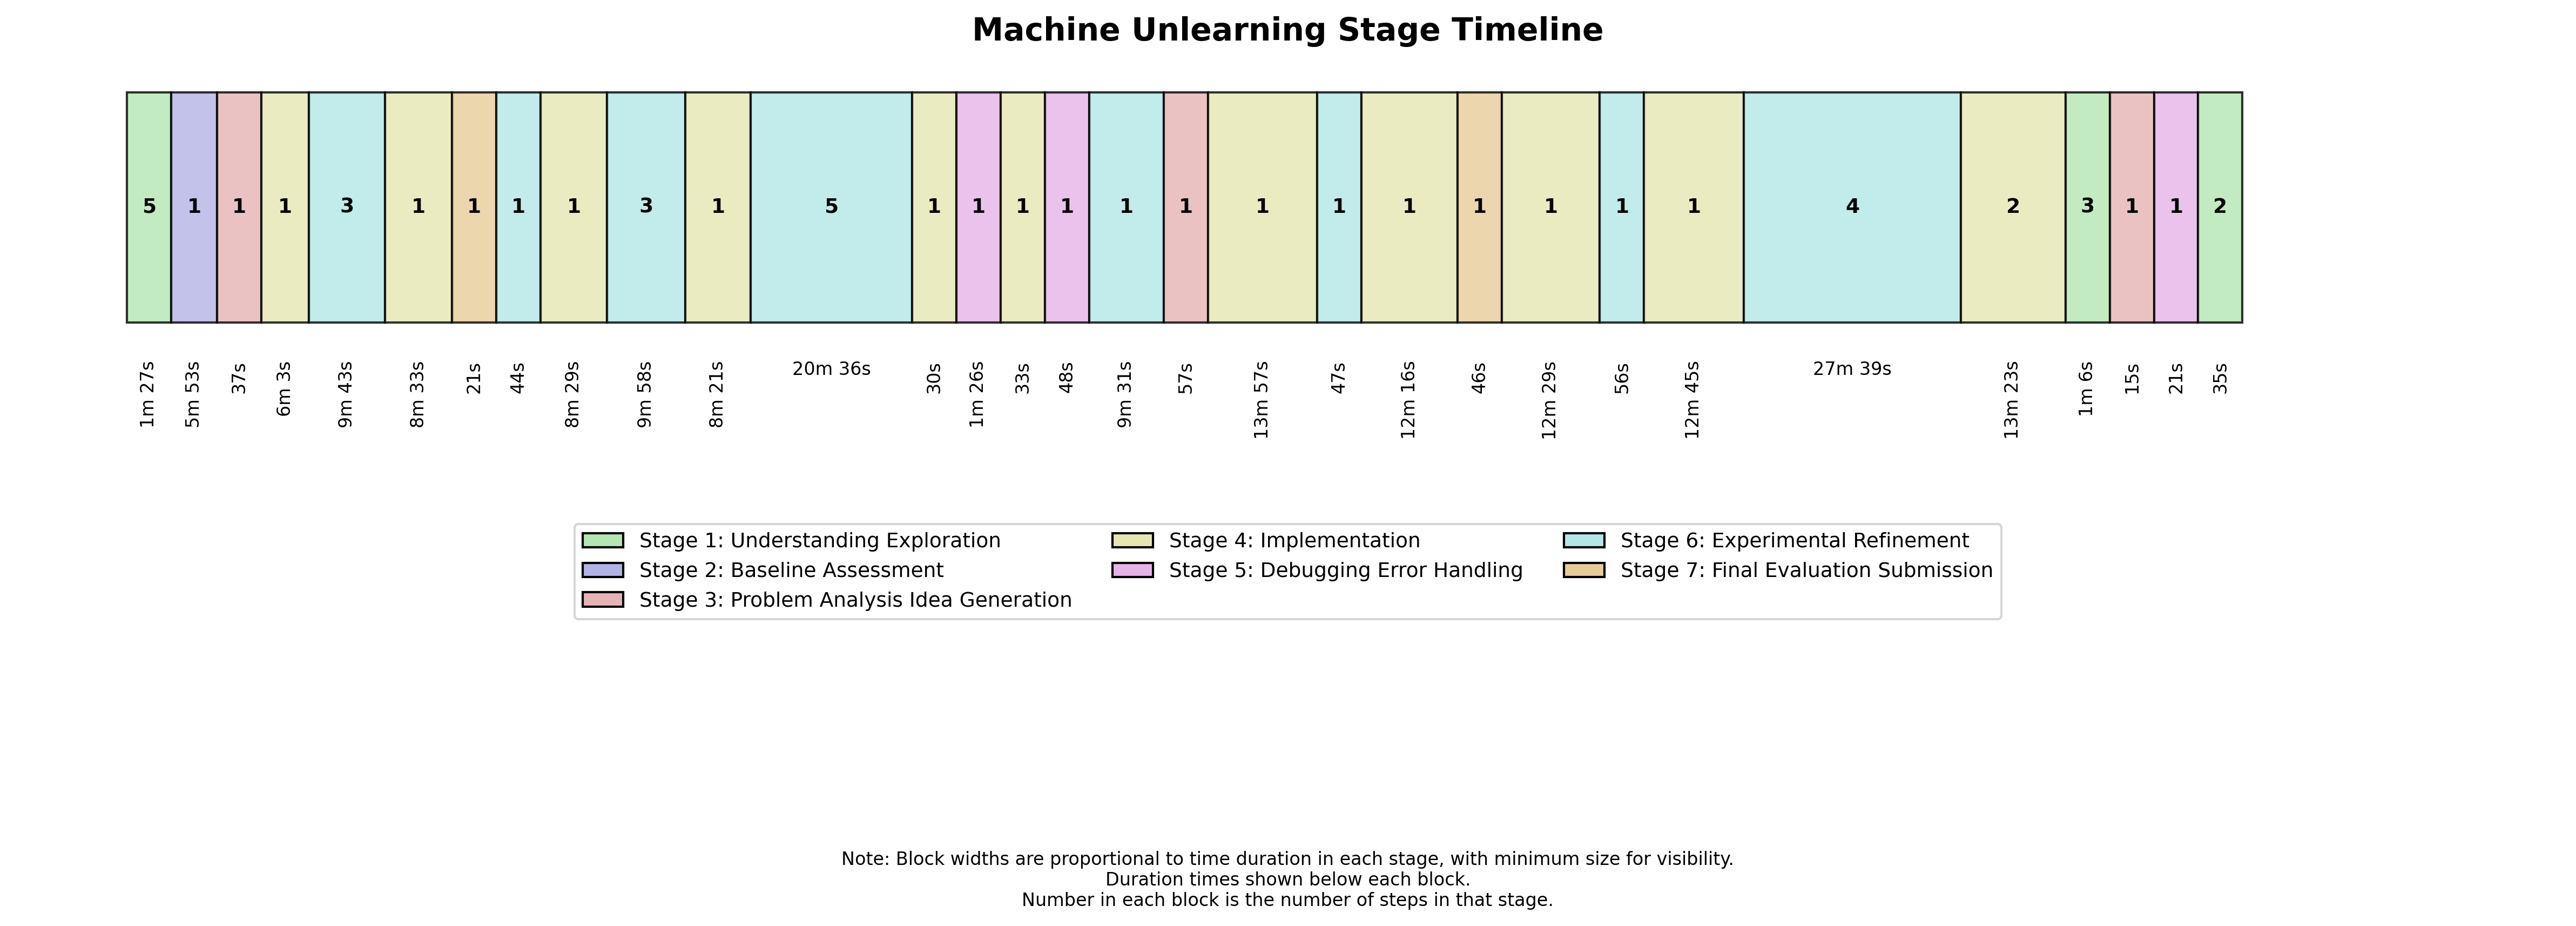 Machine Unlearning Stage Timeline
5 1 1 1 3 1 1 1 1 3 1 5 1 1 1 1 1 1 1 1 1 1 1 1 1 4 2 3 1 1 2
1m 27s
5m 53s
37s
6m 3s
9m 43s
8m 33s
21s
44s
8m 29s
9m 58s
8m 21s
20m 36s
30s
1m 26s
33s
48s
9m 31s
57s
13m 57s
47s
12m 16s
46s
12m 29s
56s
12m 45s
27m 39s
13m 23s
1m 6s
15s
21s
35s
Stage 1: Understanding Exploration
Stage 2: Baseline Assessment
Stage 3: Problem Analysis Idea Generation
Stage 4: Implementation
Stage 5: Debugging Error Handling
Stage 6: Experimental Refinement
Stage 7: Final Evaluation Submission
Note: Block widths are proportional to time duration in each stage, with minimum size for visibility.
Duration times shown below each block.
Number in each block is the number of steps in that stage.